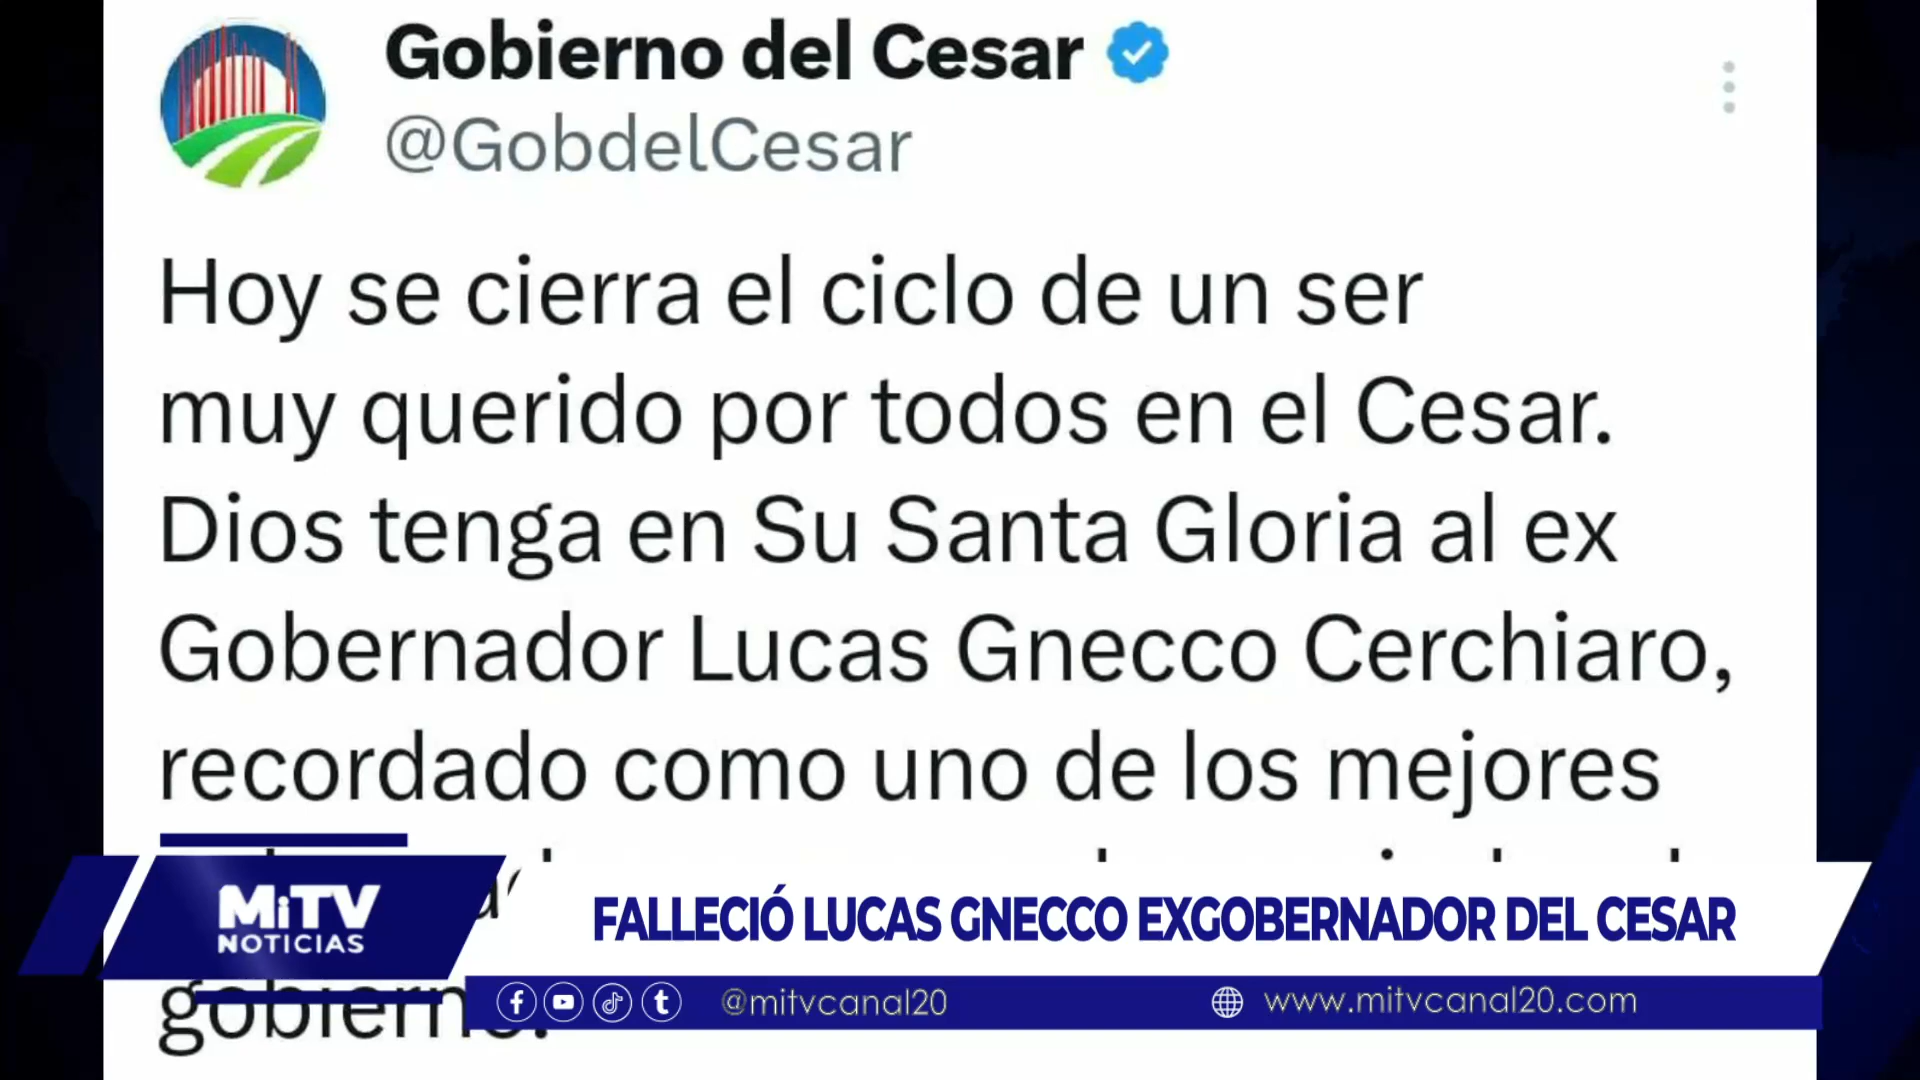 Gobierno del Cesar
@GobdelCesar
Hoy se cierra el ciclo de un ser
muy querido por todos en el Cesar.
Dios tenga en Su Santa Gloria al ex
Gobernador Lucas Gnecco Cerchiaro,
recordado como uno de los mejores
gobierno.
MiTV
NOTICIAS
FALLECIÓ LUCAS GNECCO EXGOBERNADOR DEL CESAR
@mitvcanal20
www.mitvcanal20.com